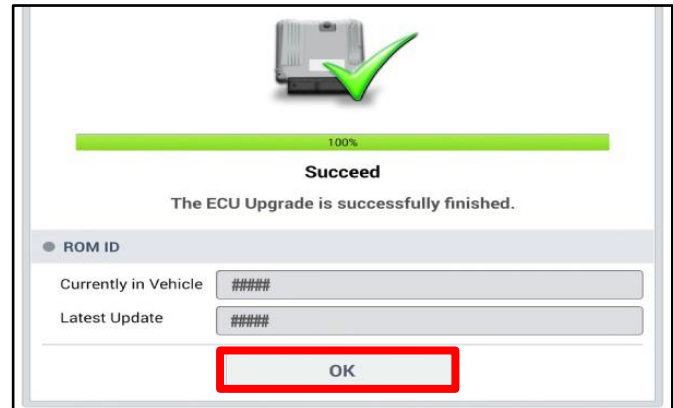 100%
Succeed
The ECU Upgrade is successfully finished.
ROM ID
Currently in Vehicle #####
Latest Update #####
OK